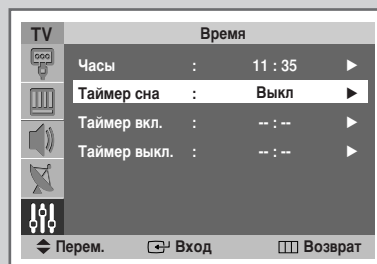 TV Время
Часы : 11 : 35
Таймер сна : Выкл
Таймер вкл. : -- : --
Таймер выкл. : -- : --
Перем. Вход Возврат